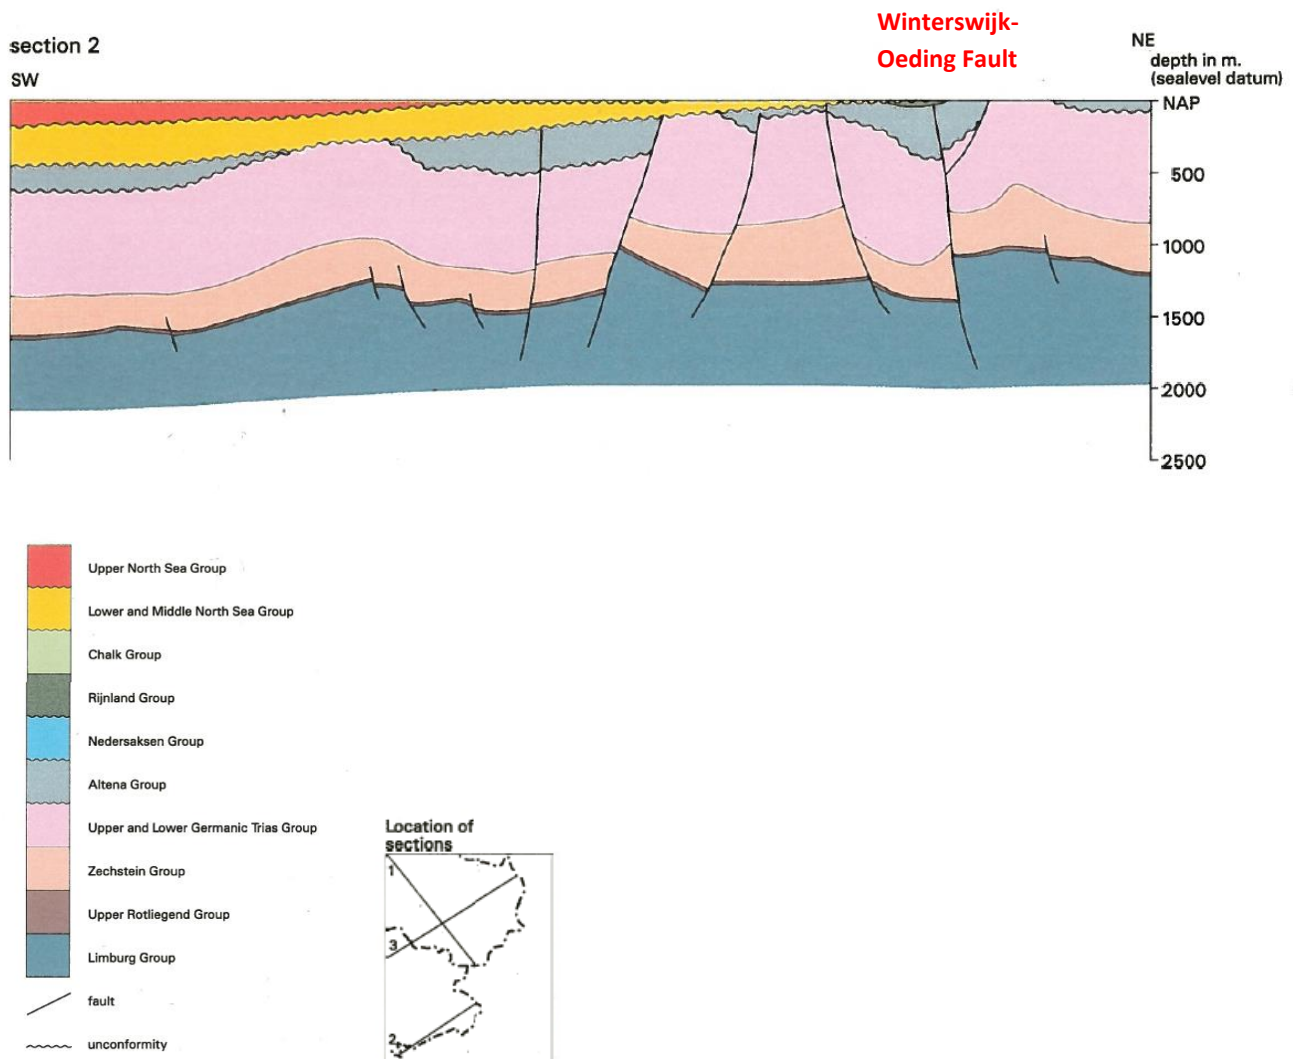 section 2
SW
Winterswijk-
Oeding Fault
NE
depth in m.
(sealevel datum)
NAP
500
1000
1500
2000
2500
Upper North Sea Group
Lower and Middle North Sea Group
Chalk Group
Rijnland Group
Nedersaksen Group
Altena Group
Upper and Lower Germanic Trias Group
Zechstein Group
Upper Rotliegend Group
Limburg Group
fault
unconformity
Location of
sections
1
3
2